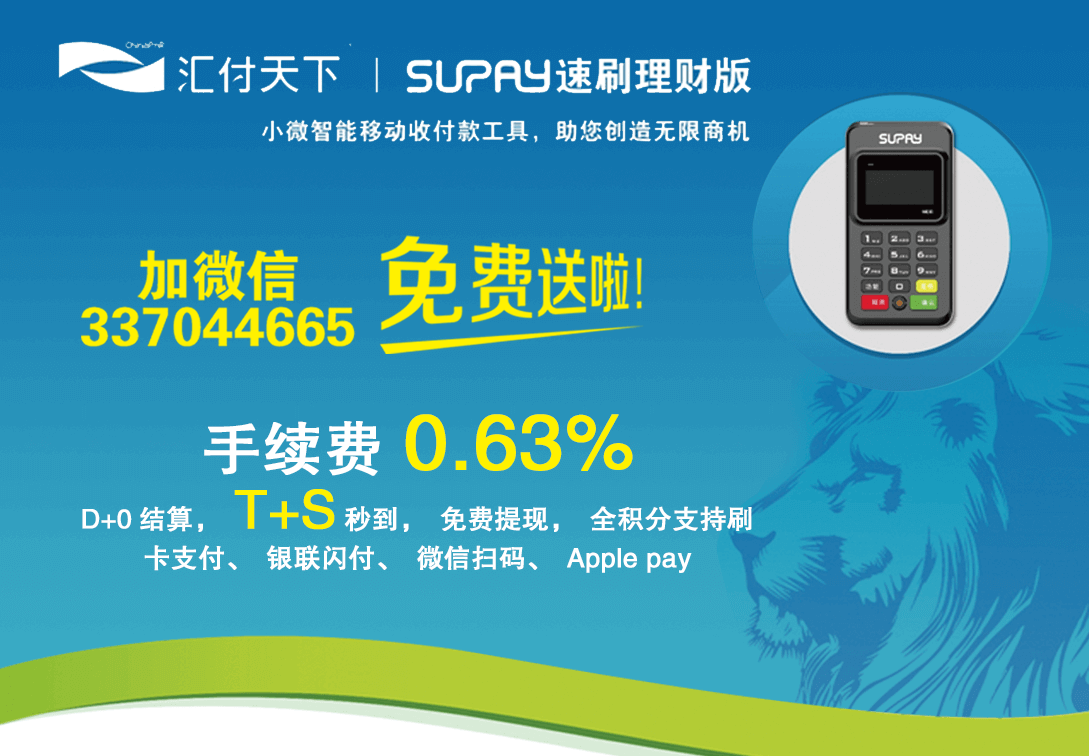 汇付天下 | SUPAY速刷理财版
小微智能移动收付款工具，助您创造无限商机
SUPAY
加微信
337044665
免费送啦！
手续费 0.63%
D+0 结算， T+S 秒到， 免费提现， 全积分支持刷
卡支付、 银联闪付、 微信扫码、 Apple pay